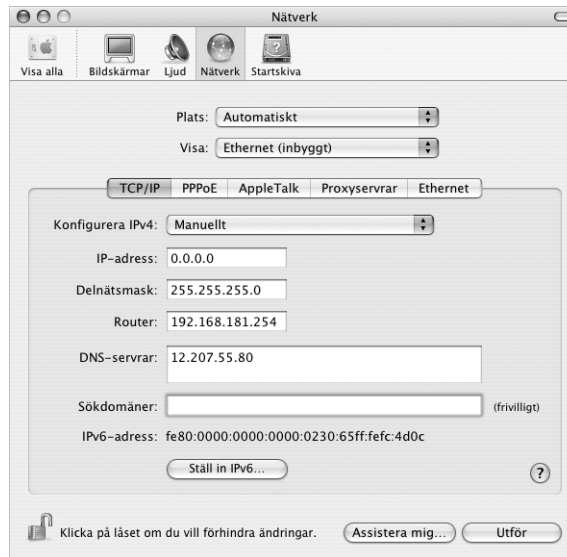 Nätverk
Visa alla Bildskärmar Ljud Nätverk Startskiva
Plats: Automatiskt
Visa: Ethernet (inbyggt)
TCP/IP PPPoE AppleTalk Proxyservrar Ethernet
Konfigurera IPv4: Manuellt
IP-adress: 0.0.0.0
Delnätsmask: 255.255.255.0
Router: 192.168.181.254
DNS-servrar: 12.207.55.80
Sökdomäner: (frivilligt)
IPv6-adress: fe80:0000:0000:0000:0230:65ff:fefc:4d0c
Ställ in IPv6...
?
Klicka på låset om du vill förhindra ändringar. Assistera mig... Utför